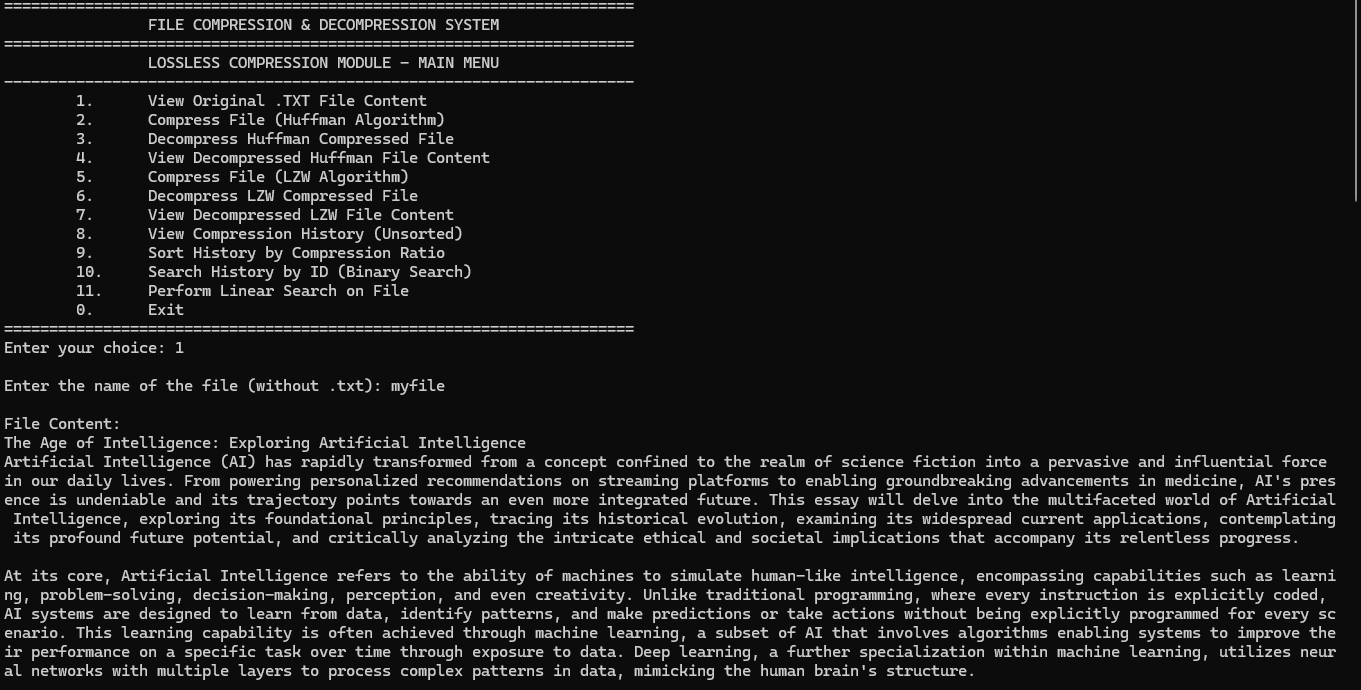 ======================================================================
FILE COMPRESSION & DECOMPRESSION SYSTEM
======================================================================
LOSSLESS COMPRESSION MODULE - MAIN MENU
----------------------------------------------------------------------
1. View Original .TXT File Content
2. Compress File (Huffman Algorithm)
3. Decompress Huffman Compressed File
4. View Decompressed Huffman File Content
5. Compress File (LZW Algorithm)
6. Decompress LZW Compressed File
7. View Decompressed LZW File Content
8. View Compression History (Unsorted)
9. Sort History by Compression Ratio
10. Search History by ID (Binary Search)
11. Perform Linear Search on File
0. Exit
======================================================================
Enter your choice: 1
Enter the name of the file (without .txt): myfile
File Content:
The Age of Intelligence: Exploring Artificial Intelligence
Artificial Intelligence (AI) has rapidly transformed from a concept confined to the realm of science fiction into a pervasive and influential force
in our daily lives. From powering personalized recommendations on streaming platforms to enabling groundbreaking advancements in medicine, AI's pres
ence is undeniable and its trajectory points towards an even more integrated future. This essay will delve into the multifaceted world of Artificial
Intelligence, exploring its foundational principles, tracing its historical evolution, examining its widespread current applications, contemplating
its profound future potential, and critically analyzing the intricate ethical and societal implications that accompany its relentless progress.
At its core, Artificial Intelligence refers to the ability of machines to simulate human-like intelligence, encompassing capabilities such as learni
ng, problem-solving, decision-making, perception, and even creativity. Unlike traditional programming, where every instruction is explicitly coded,
AI systems are designed to learn from data, identify patterns, and make predictions or take actions without being explicitly programmed for every sc
enario. This learning capability is often achieved through machine learning, a subset of AI that involves algorithms enabling systems to improve the
ir performance on a specific task over time through exposure to data. Deep learning, a further specialization within machine learning, utilizes neur
al networks with multiple layers to process complex patterns in data, mimicking the human brain's structure.